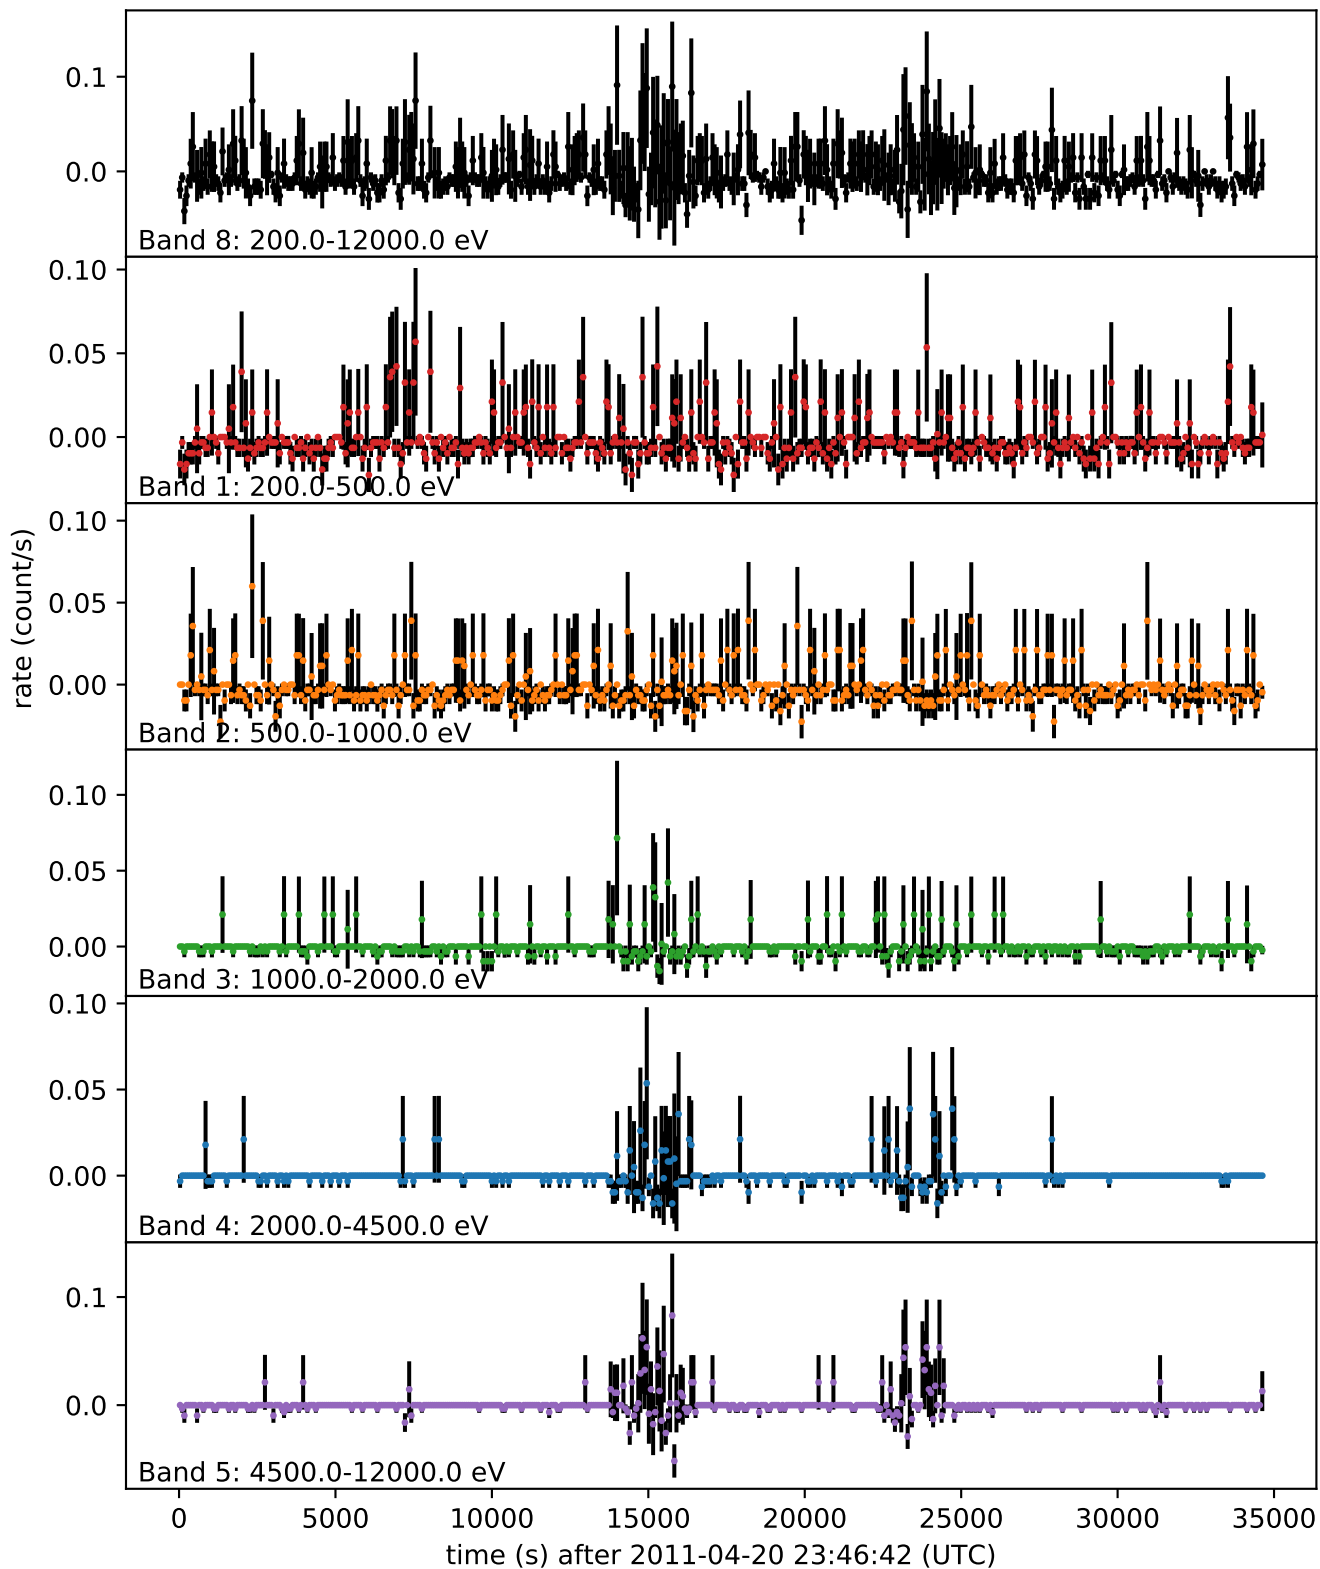 0.1
0.0
Band 8: 200.0-12000.0 eV
0.10
0.05
0.00
Band 1: 200.0-500.0 eV
0.10
0.05
0.00
Band 2: 500.0-1000.0 eV
rate (count/s)
0.10
0.05
0.00
Band 3: 1000.0-2000.0 eV
0.10
0.05
0.00
Band 4: 2000.0-4500.0 eV
0.1
0.0
Band 5: 4500.0-12000.0 eV
0 5000 10000 15000 20000 25000 30000 35000
time (s) after 2011-04-20 23:46:42 (UTC)